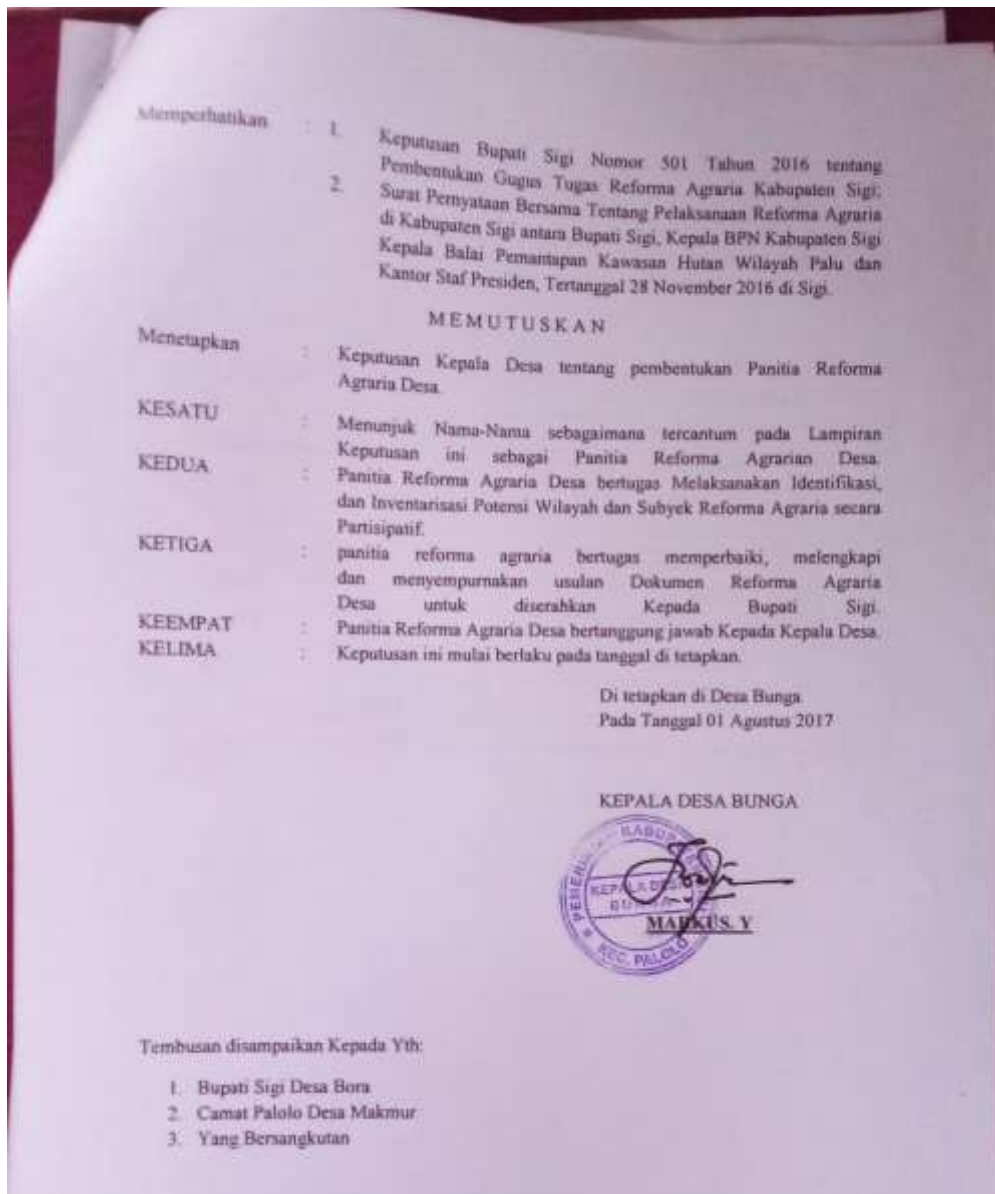 Memperhatikan : 1. Keputusan Bupati Sigi Nomor 501 Tahun 2016 tentang
Pembentukan Gugus Tugas Reforma Agraria Kabupaten Sigi;
2. Surat Pernyataan Bersama Tentang Pelaksanaan Reforma Agraria
di Kabupaten Sigi antara Bupati Sigi, Kepala BPN Kabupaten Sigi
Kepala Balai Pemantapan Kawasan Hutan Wilayah Palu dan
Kantor Staf Presiden, Tertanggal 28 November 2016 di Sigi.
MEMUTUSKAN
Menetapkan : Keputusan Kepala Desa tentang pembentukan Panitia Reforma
Agraria Desa.
KESATU : Menunjuk Nama-Nama sebagaimana tercantum pada Lampiran
Keputusan ini sebagai Panitia Reforma Agrarian Desa.
KEDUA : Panitia Reforma Agraria Desa bertugas Melaksanakan Identifikasi,
dan Inventarisasi Potensi Wilayah dan Subyek Reforma Agraria secara
Partisipatif.
KETIGA : panitia reforma agraria bertugas memperbaiki, melengkapi
dan menyempurnakan usulan Dokumen Reforma Agraria
Desa untuk diserahkan Kepada Bupati Sigi.
KEEMPAT : Panitia Reforma Agraria Desa bertanggung jawab Kepada Kepala Desa.
KELIMA : Keputusan ini mulai berlaku pada tanggal di tetapkan.
Di tetapkan di Desa Bunga
Pada Tanggal 01 Agustus 2017
KEPALA DESA BUNGA
KEPALA DESA
BUNGA
KEC. PALOLO
MARKUS. Y
Tembusan disampaikan Kepada Yth:
1. Bupati Sigi Desa Bora
2. Camat Palolo Desa Makmur
3. Yang Bersangkutan